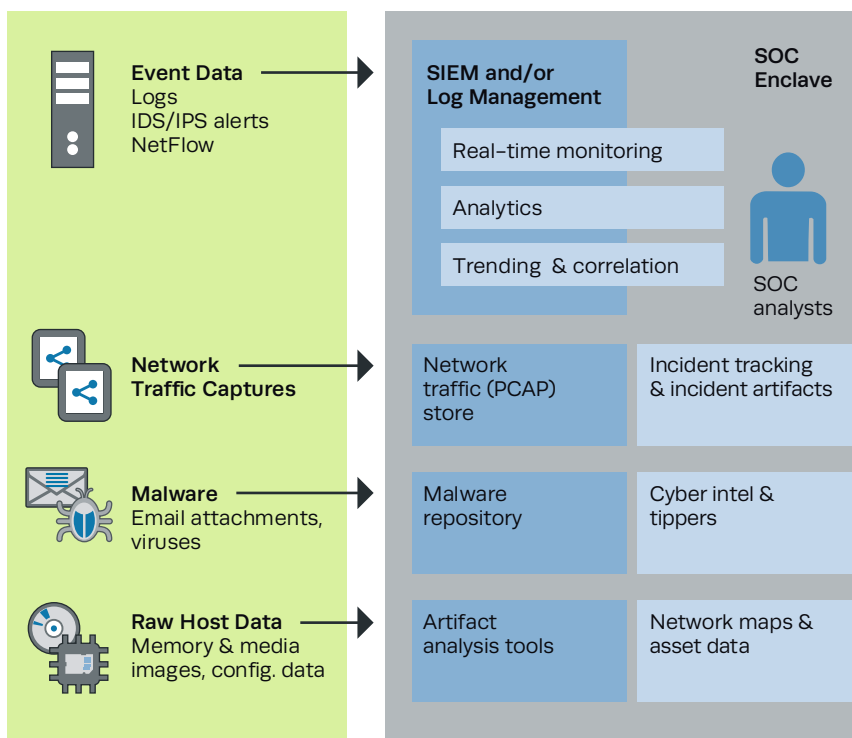 Event Data
Logs
IDS/IPS alerts
NetFlow
Network
Traffic Captures
Malware
Email attachments,
viruses
Raw Host Data
Memory & media
images, config. data
SIEM and/or
Log Management
Real-time monitoring
Analytics
Trending & correlation
SOC
Enclave
SOC
analysts
Network
traffic (PCAP)
store
Incident tracking
& incident artifacts
Malware
repository
Cyber intel &
tippers
Artifact
analysis tools
Network maps &
asset data